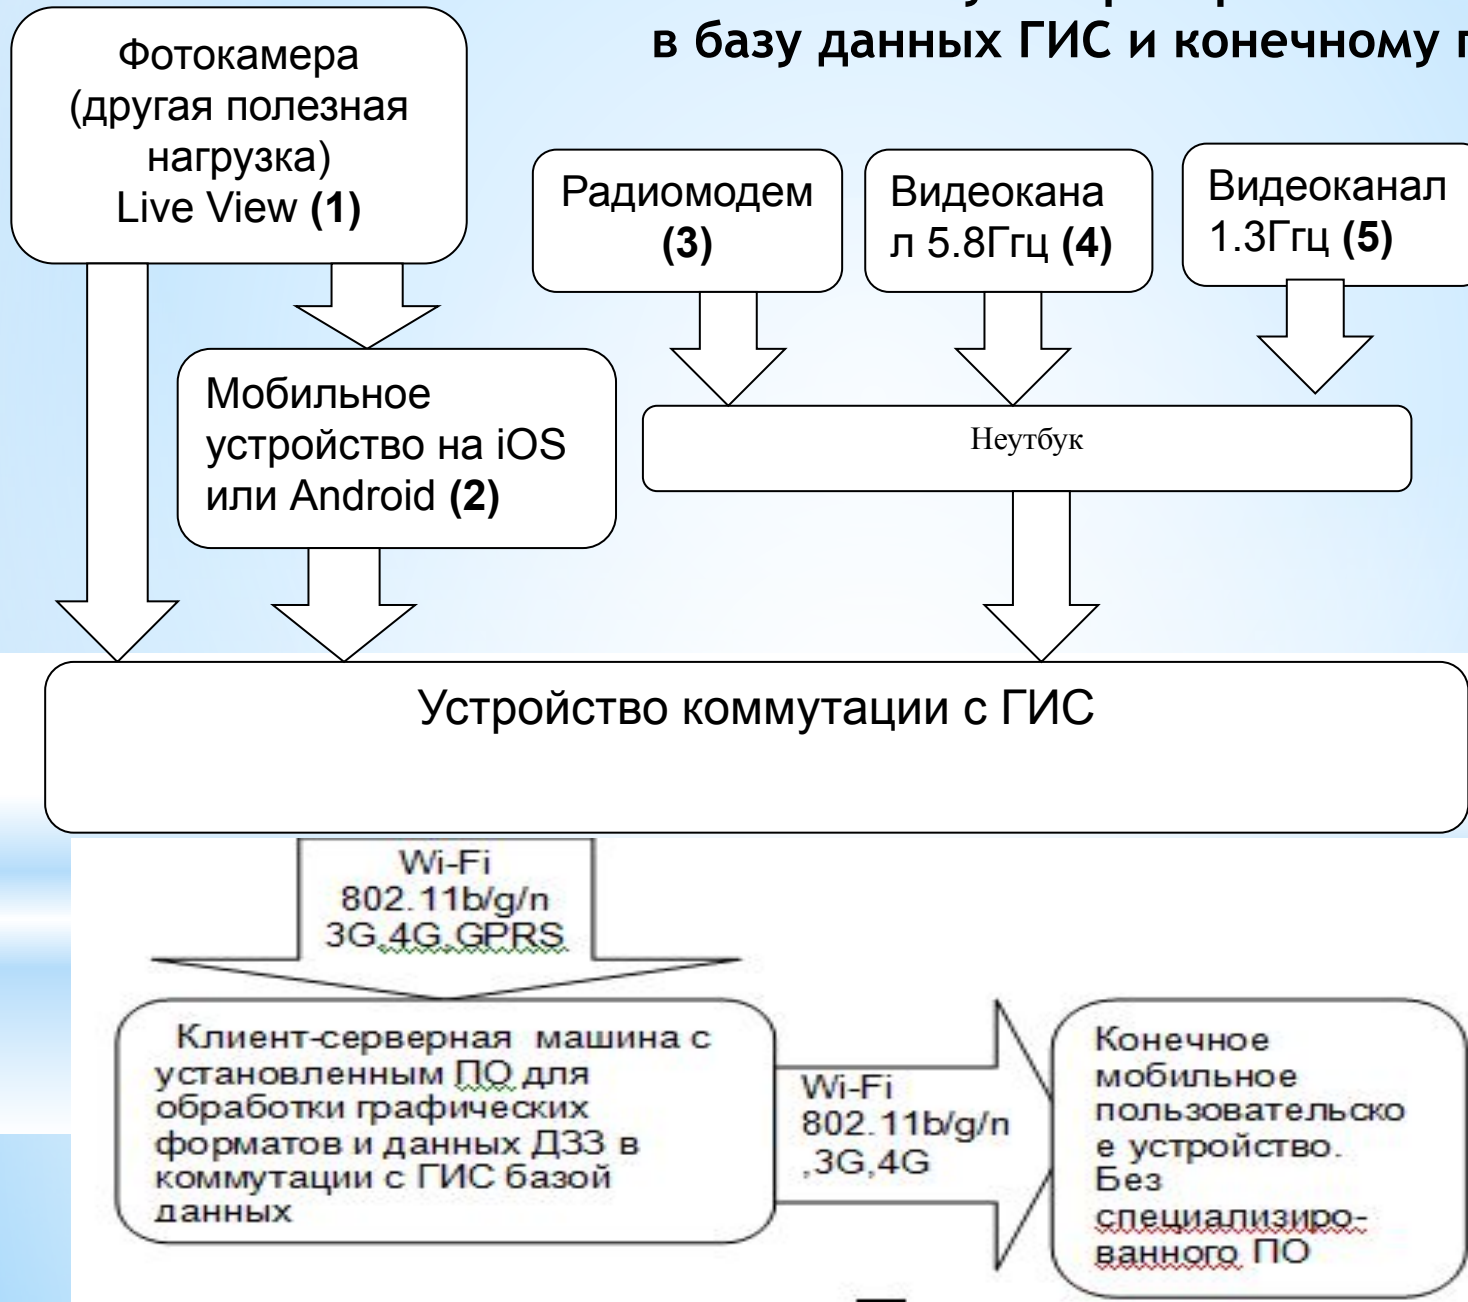 в базу данных ГИС и конечному
Фотокамера
(другая полезная
нагрузка)
Live View (1)
Радиомодем
(3)
Видеокана
л 5.8Ггц (4)
Видеоканал
1.3Ггц (5)
Мобильное
устройство на iOS
или Android (2)
Неутбук
Устройство коммутации с ГИС
Wi-Fi
802.11b/g/n
3G,4G,GPRS
Клиент-серверная машина с
установленным ПО для
обработки графических
форматов и данных ДЗЗ в
коммутации с ГИС базой
данных
Wi-Fi
802.11b/g/n
,3G,4G
Конечное
мобильное
пользовательско
е устройство.
Без
специализиро-
ванного ПО